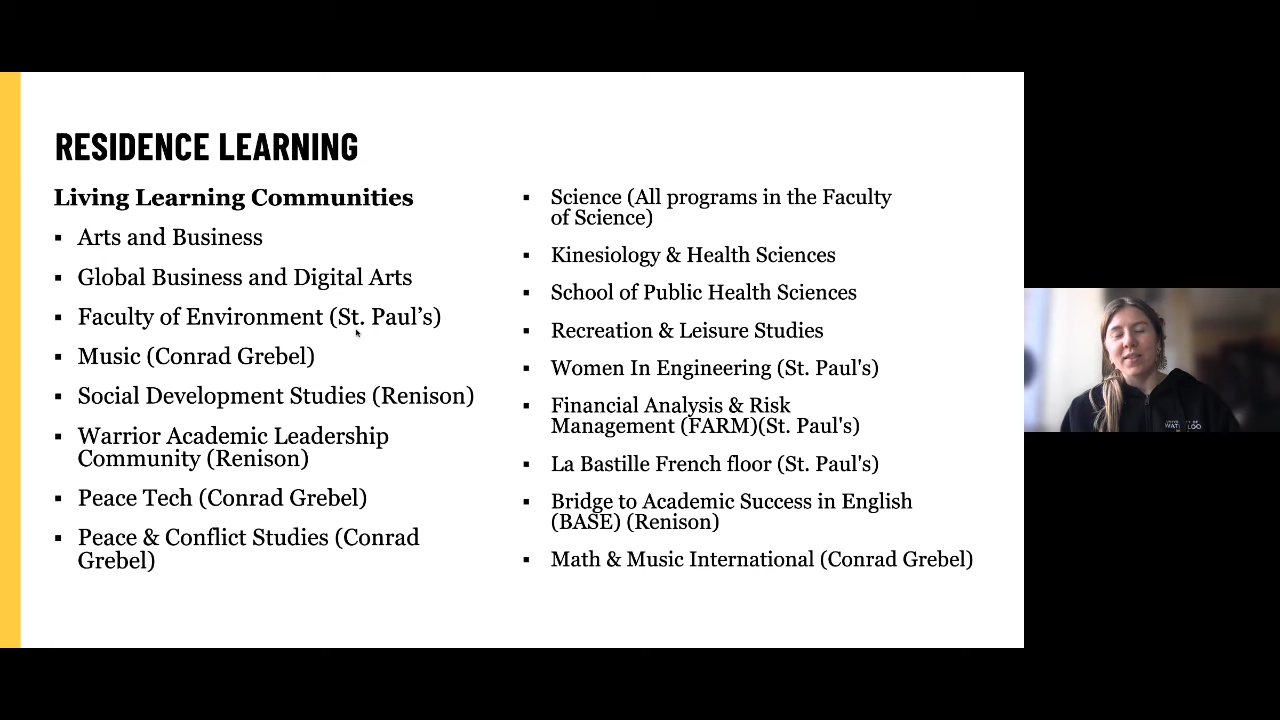 RESIDENCE LEARNING
Living Learning Communities
▪ Arts and Business
▪ Global Business and Digital Arts
▪ Faculty of Environment (St. Paul’s)
▪ Music (Conrad Grebel)
▪ Social Development Studies (Renison)
▪ Warrior Academic Leadership
Community (Renison)
▪ Peace Tech (Conrad Grebel)
▪ Peace & Conflict Studies (Conrad
Grebel)
▪ Science (All programs in the Faculty
of Science)
▪ Kinesiology & Health Sciences
▪ School of Public Health Sciences
▪ Recreation & Leisure Studies
▪ Women In Engineering (St. Paul's)
▪ Financial Analysis & Risk
Management (FARM)(St. Paul's)
▪ La Bastille French floor (St. Paul's)
▪ Bridge to Academic Success in English
(BASE) (Renison)
▪ Math & Music International (Conrad Grebel)